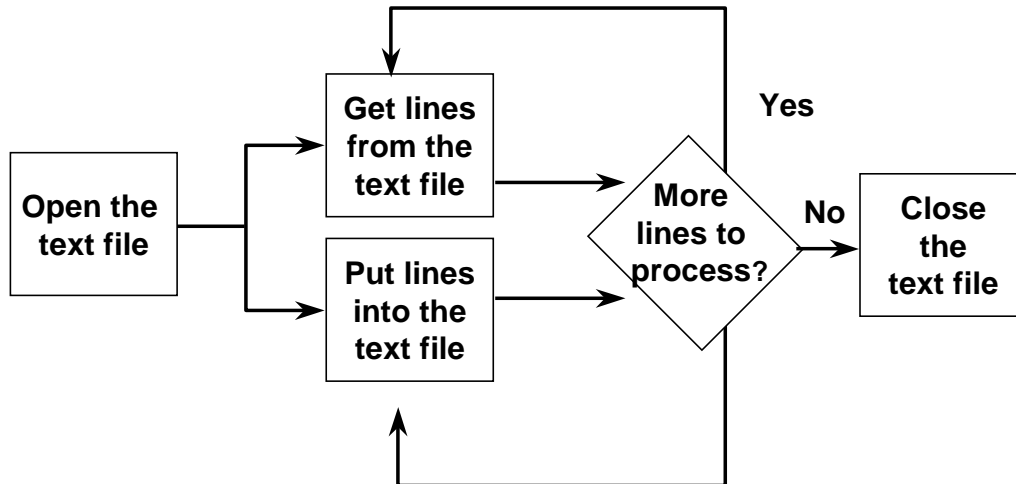 Open the
text file
Get lines
from the
text file
Put lines
into the
text file
More
lines to
process?
Yes
No
Close
the
text file